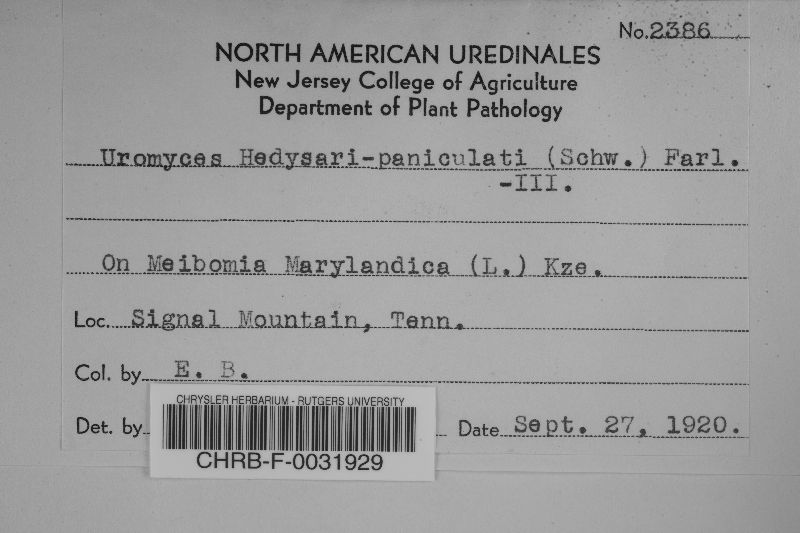 No. 2386
NORTH AMERICAN UREDINALES
New Jersey College of Agriculture
Department of Plant Pathology
Uromyces Hedysari-paniculati (Schw.) Farl.
-III.
On Meibomia Marylandica (L.) Kze.
Loc. Signal Mountain, Tenn.
Col. by E. B.
Det. by Date Sept. 27, 1920.
CHRYSLER HERBARIUM - RUTGERS UNIVERSITY
CHRB-F-0031929